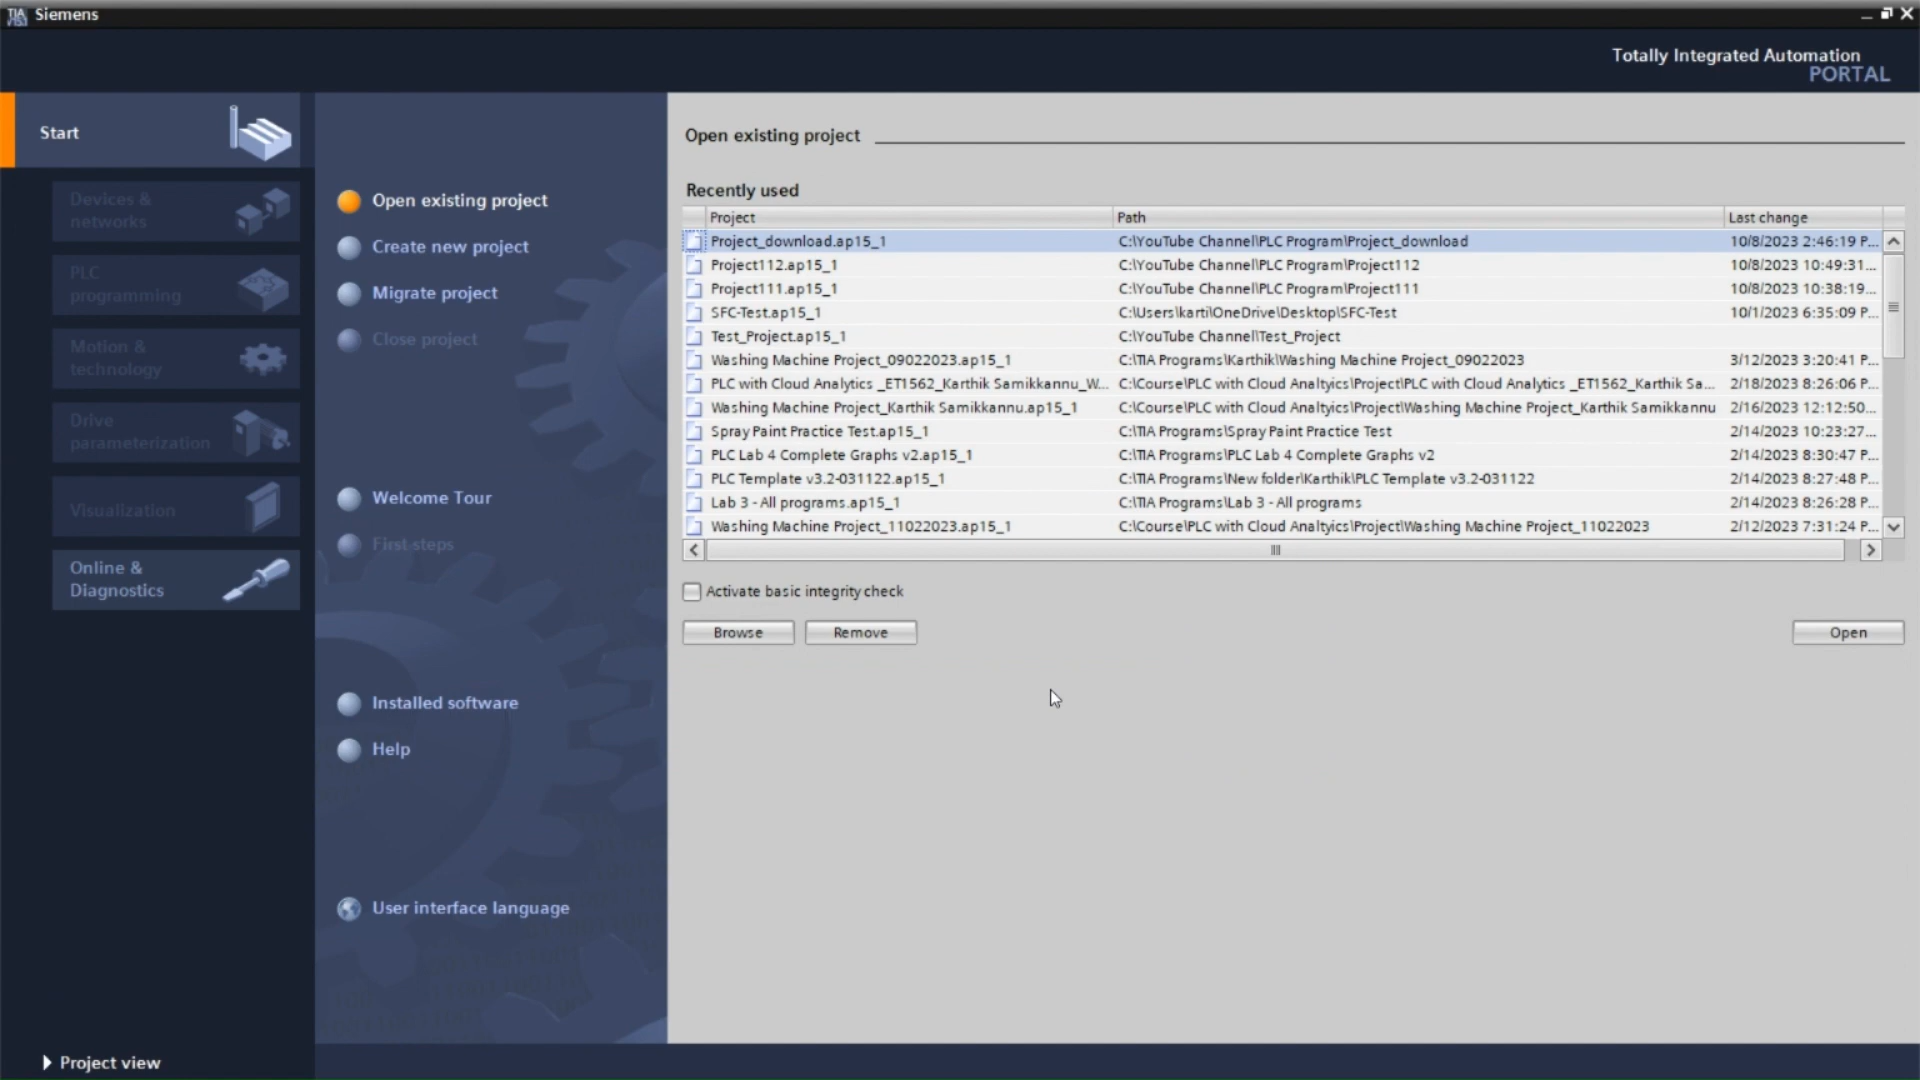 Siemens
Totally Integrated Automation
PORTAL
Start
Devices &
networks
PLC
programming
Motion &
technology
Drive
parameterization
Visualization
Online &
Diagnostics
Open existing project
Create new project
Migrate project
Close project
Welcome Tour
First steps
Installed software
Help
User interface language
Open existing project
Recently used
Project Path Last change
Project_download.ap15_1 C:\YouTube Channel\PLC Program\Project_download 10/8/2023 2:46:19 P...
Project112.ap15_1 C:\YouTube Channel\PLC Program\Project112 10/8/2023 10:49:31...
Project111.ap15_1 C:\YouTube Channel\PLC Program\Project111 10/8/2023 10:38:19...
SFC-Test.ap15_1 C:\Users\karti\OneDrive\Desktop\SFC-Test 10/1/2023 6:35:09 P...
Test_Project.ap15_1 C:\YouTube Channel\Test_Project
Washing Machine Project_09022023.ap15_1 C:\TIA Programs\Karthik\Washing Machine Project_09022023 3/12/2023 3:20:41 P...
PLC with Cloud Analytics _ET1562_Karthik Samikkannu_W... C:\Course\PLC with Cloud Analtyics\Project\PLC with Cloud Analytics _ET1562_Karthik Sa... 2/18/2023 8:26:06 P...
Washing Machine Project_Karthik Samikkannu.ap15_1 C:\Course\PLC with Cloud Analtyics\Project\Washing Machine Project_Karthik Samikkannu 2/16/2023 12:12:50...
Spray Paint Practice Test.ap15_1 C:\TIA Programs\Spray Paint Practice Test 2/14/2023 10:23:27...
PLC Lab 4 Complete Graphs v2.ap15_1 C:\TIA Programs\PLC Lab 4 Complete Graphs v2 2/14/2023 8:30:47 P...
PLC Template v3.2-031122.ap15_1 C:\TIA Programs\New folder\Karthik\PLC Template v3.2-031122 2/14/2023 8:27:48 P...
Lab 3 - All programs.ap15_1 C:\TIA Programs\Lab 3 - All programs 2/14/2023 8:26:28 P...
Washing Machine Project_11022023.ap15_1 C:\Course\PLC with Cloud Analtyics\Project\Washing Machine Project_11022023 2/12/2023 7:31:24 P...
Activate basic integrity check
Browse Remove Open
Project view